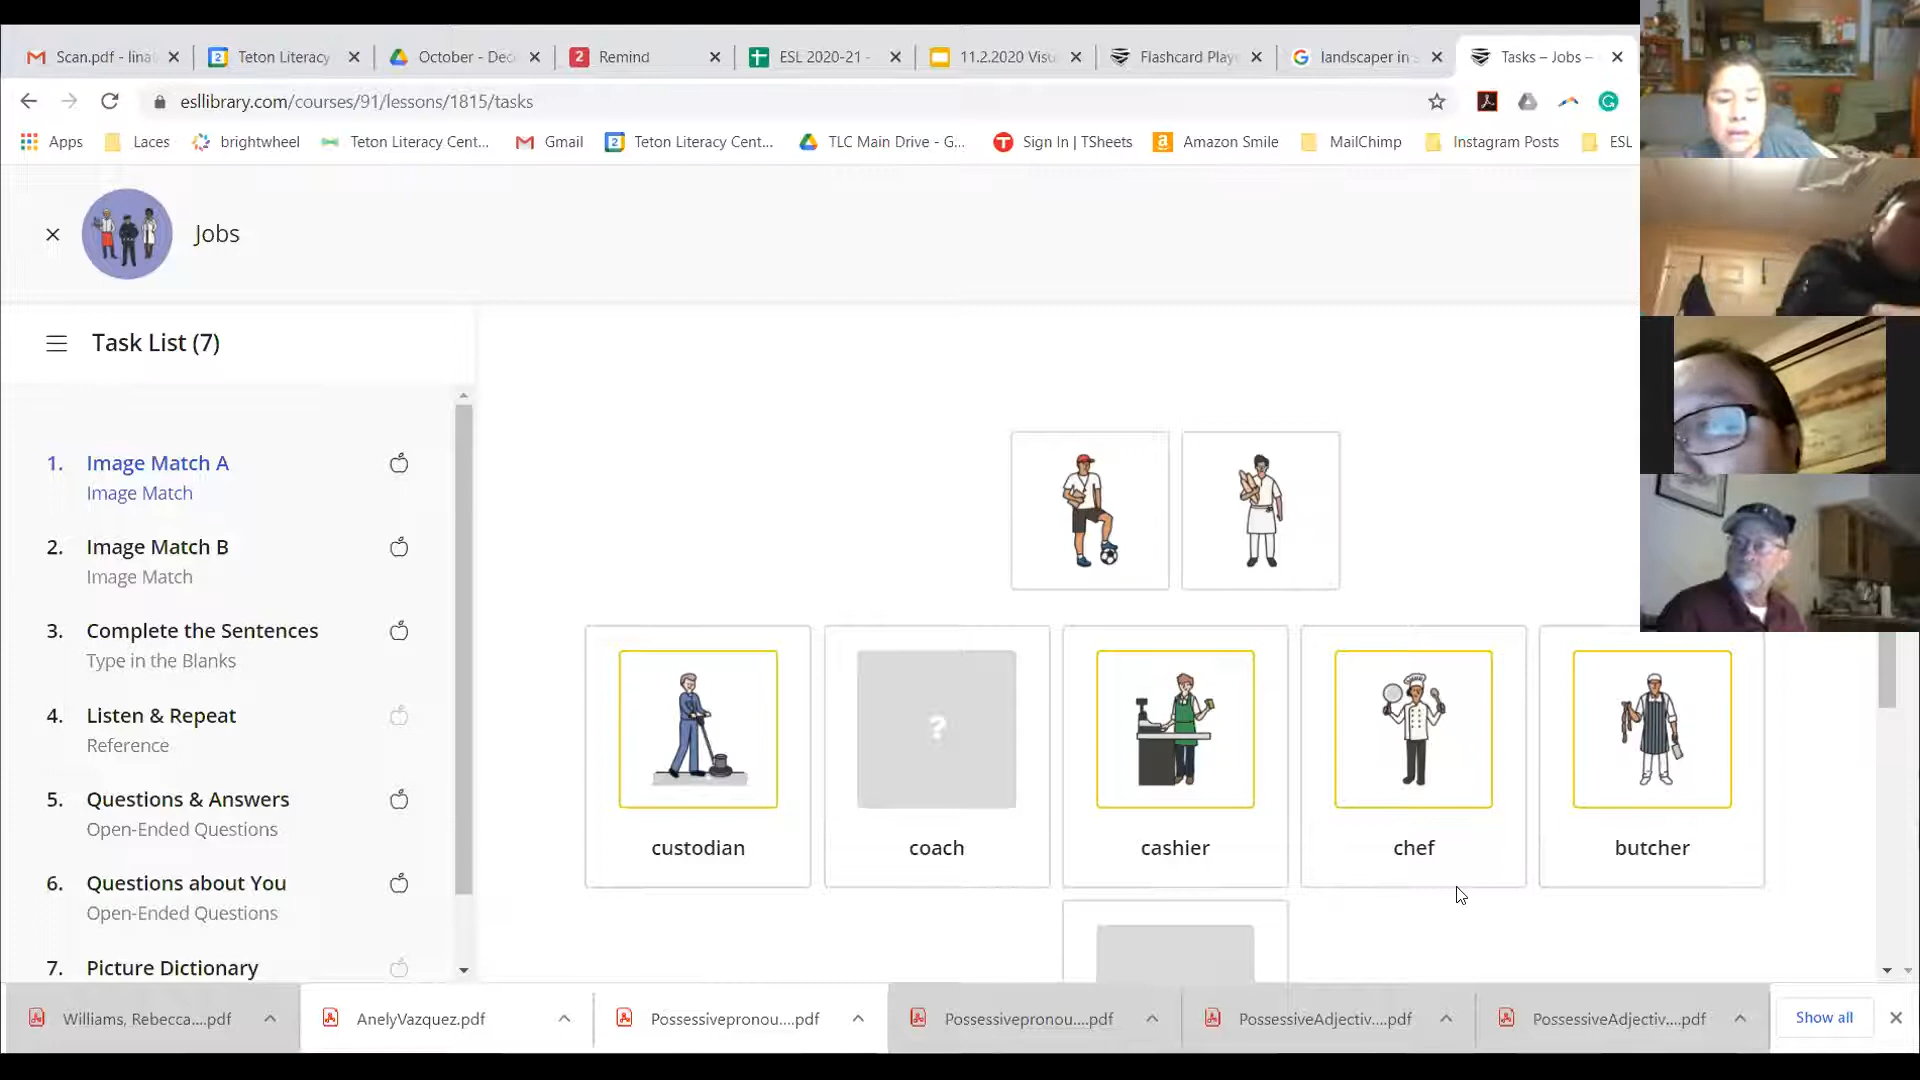 Scan.pdf - lina
Teton Literacy
October - Dec
2 Remind
ESL 2020-21 -
11.2.2020 Visu
Flashcard Play
landscaper in
Tasks – Jobs –
esllibrary.com/courses/91/lessons/1815/tasks
Apps
Laces
brightwheel
Teton Literacy Cent...
Gmail
Teton Literacy Cent...
TLC Main Drive - G...
Sign In | TSheets
Amazon Smile
MailChimp
Instagram Posts
ESL
Jobs
Task List (7)
1. Image Match A
Image Match
2. Image Match B
Image Match
3. Complete the Sentences
Type in the Blanks
4. Listen & Repeat
Reference
5. Questions & Answers
Open-Ended Questions
6. Questions about You
Open-Ended Questions
7. Picture Dictionary
?
custodian
coach
cashier
chef
butcher
Williams, Rebecca....pdf
AnelyVazquez.pdf
Possessivepronou....pdf
Possessivepronou....pdf
PossessiveAdjectiv....pdf
PossessiveAdjectiv....pdf
Show all